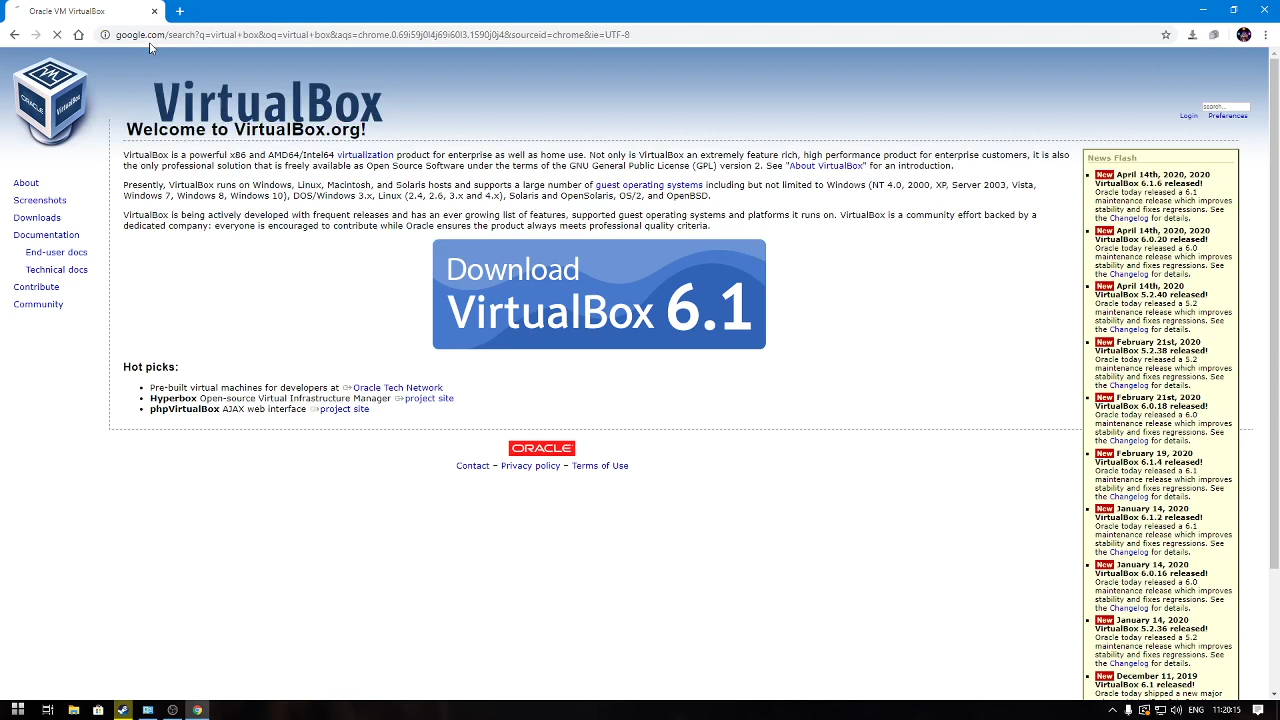 Oracle VM VirtualBox
google.com/search?q=virtual+box&oq=virtual+box&aqs=chrome.0.69i59j0l4j69i60l3.1590j0j4&sourceid=chrome&ie=UTF-8
ORACLE
VM
VirtualBox
VirtualBox
search...
Login Preferences
Welcome to VirtualBox.org!
VirtualBox is a powerful x86 and AMD64/Intel64 virtualization product for enterprise as well as home use. Not only is VirtualBox an extremely feature rich, high performance product for enterprise customers, it is also
the only professional solution that is freely available as Open Source Software under the terms of the GNU General Public License (GPL) version 2. See "About VirtualBox" for an introduction.
Presently, VirtualBox runs on Windows, Linux, Macintosh, and Solaris hosts and supports a large number of guest operating systems including but not limited to Windows (NT 4.0, 2000, XP, Server 2003, Vista,
Windows 7, Windows 8, Windows 10), DOS/Windows 3.x, Linux (2.4, 2.6, 3.x and 4.x), Solaris and OpenSolaris, OS/2, and OpenBSD.
VirtualBox is being actively developed with frequent releases and has an ever growing list of features, supported guest operating systems and platforms it runs on. VirtualBox is a community effort backed by a
dedicated company: everyone is encouraged to contribute while Oracle ensures the product always meets professional quality criteria.
About
Screenshots
Downloads
Documentation
End-user docs
Technical docs
Contribute
Community
Download
VirtualBox 6.1
Hot picks:
Pre-built virtual machines for developers at Oracle Tech Network
Hyperbox Open-source Virtual Infrastructure Manager project site
phpVirtualBox AJAX web interface project site
ORACLE
Contact – Privacy policy – Terms of Use
News Flash
New April 14th, 2020, 2020
VirtualBox 6.1.6 released!
Oracle today released a 6.1
maintenance release which improves
stability and fixes regressions. See
the Changelog for details.
New April 14th, 2020, 2020
VirtualBox 6.0.20 released!
Oracle today released a 6.0
maintenance release which improves
stability and fixes regressions. See
the Changelog for details.
New April 14th, 2020
VirtualBox 5.2.40 released!
Oracle today released a 5.2
maintenance release which improves
stability and fixes regressions. See
the Changelog for details.
New February 21st, 2020
VirtualBox 5.2.38 released!
Oracle today released a 5.2
maintenance release which improves
stability and fixes regressions. See
the Changelog for details.
New February 21st, 2020
VirtualBox 6.0.18 released!
Oracle today released a 6.0
maintenance release which improves
stability and fixes regressions. See
the Changelog for details.
New February 19, 2020
VirtualBox 6.1.4 released!
Oracle today released a 6.1
maintenance release which improves
stability and fixes regressions. See
the Changelog for details.
New January 14, 2020
VirtualBox 6.1.2 released!
Oracle today released a 6.1
maintenance release which improves
stability and fixes regressions. See
the Changelog for details.
New January 14, 2020
VirtualBox 6.0.16 released!
Oracle today released a 6.0
maintenance release which improves
stability and fixes regressions. See
the Changelog for details.
New January 14, 2020
VirtualBox 5.2.36 released!
Oracle today released a 5.2
maintenance release which improves
stability and fixes regressions. See
the Changelog for details.
New December 11, 2019
VirtualBox 6.1 released!
Oracle today shipped a new major
ENG 11:20:15